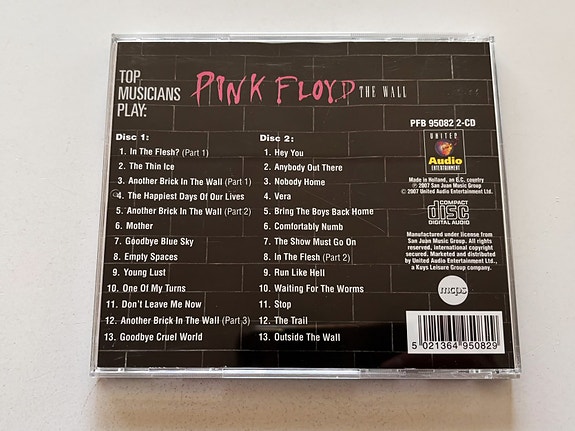 TOP
MUSICIANS
PLAY:
PINK FLOYD THE WALL
PFB 95082 2-CD
Disc 1:
1. In The Flesh? (Part 1)
2. The Thin Ice
3. Another Brick In The Wall (Part 1)
4. The Happiest Days Of Our Lives
5. Another Brick In The Wall (Part 2)
6. Mother
7. Goodbye Blue Sky
8. Empty Spaces
9. Young Lust
10. One Of My Turns
11. Don't Leave Me Now
12. Another Brick In The Wall (Part 3)
13. Goodbye Cruel World
Disc 2:
1. Hey You
2. Anybody Out There
3. Nobody Home
4. Vera
5. Bring The Boys Back Home
6. Comfortably Numb
7. The Show Must Go On
8. In The Flesh (Part 2)
9. Run Like Hell
10. Waiting For The Worms
11. Stop
12. The Trail
13. Outside The Wall
UNITED
Audio
ENTERTAINMENT
Made in Holland, an E.C. country
℗ 2007 San Juan Music Group
© 2007 United Audio Entertainment Ltd.
COMPACT
disc
DIGITAL AUDIO
Manufactured under license from
San Juan Music Group. All rights
reserved, international copyright
secured. Marketed and distributed
by United Audio Entertainment Ltd.,
a Kuys Leisure Group company.
mcps
5 021364 950829